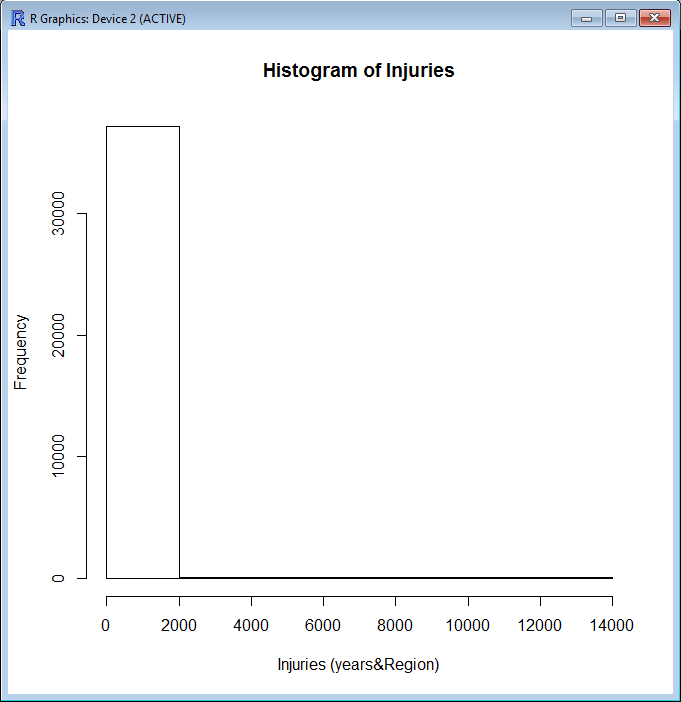 R Graphics: Device 2 (ACTIVE)
Histogram of Injuries
Frequency
30000
20000
10000
0
0 2000 4000 6000 8000 10000 12000 14000
Injuries (years&Region)